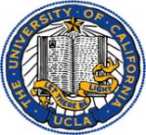 THE UNIVERSITY OF CALIFORNIA
LET THERE BE LIGHT
UCLA